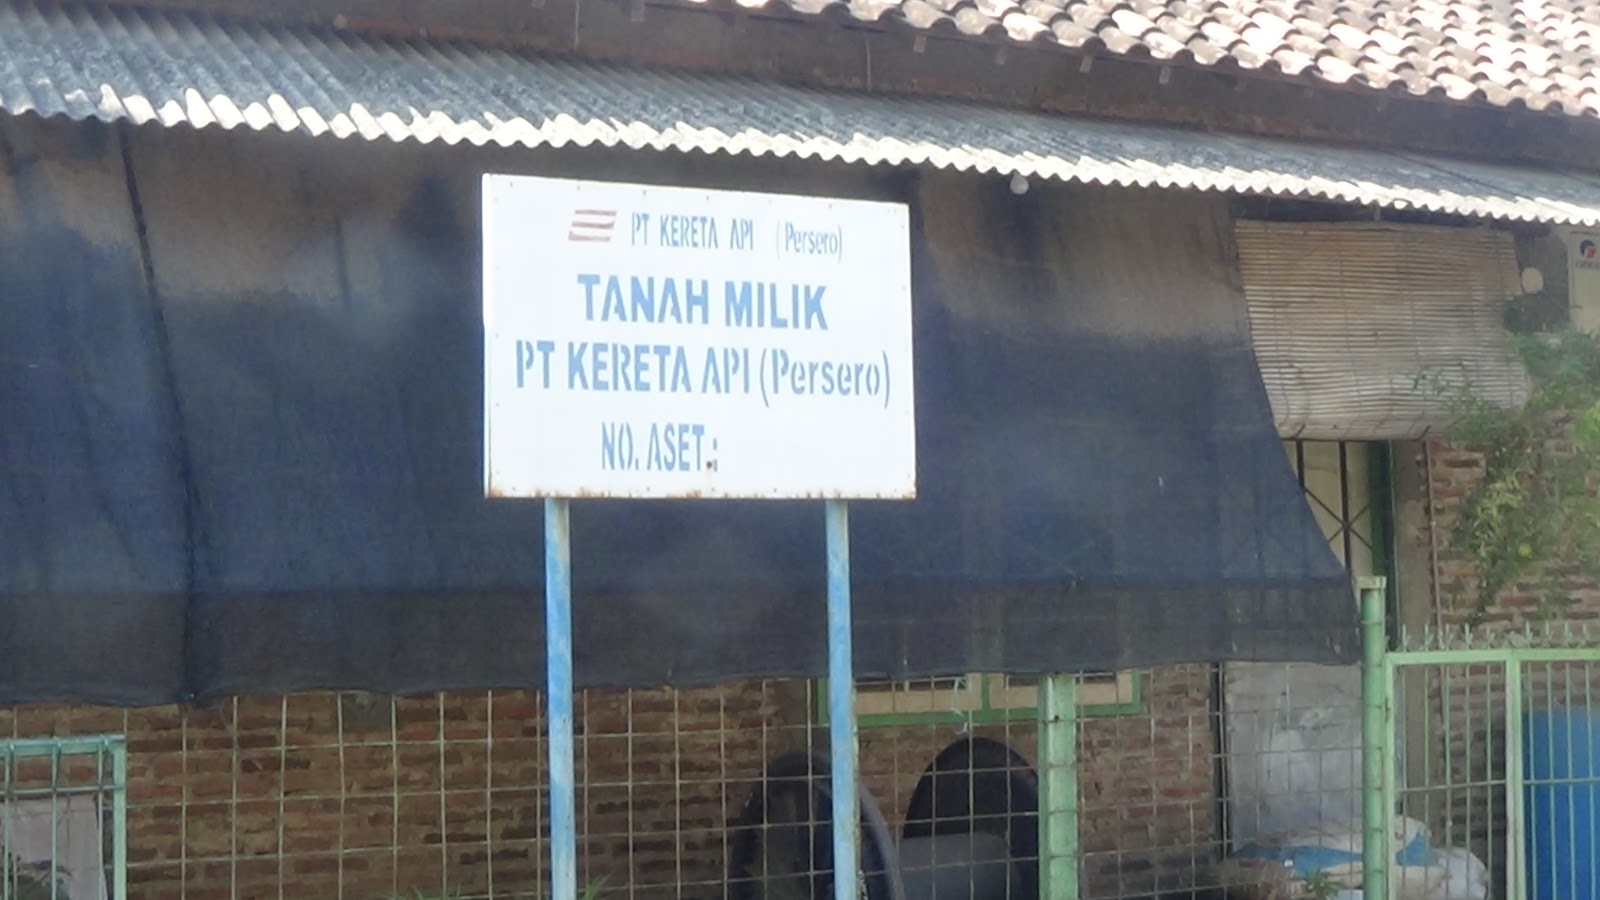 PT KERETA API (Persero)
TANAH MILIK
PT KERETA API (Persero)
NO. ASET.: